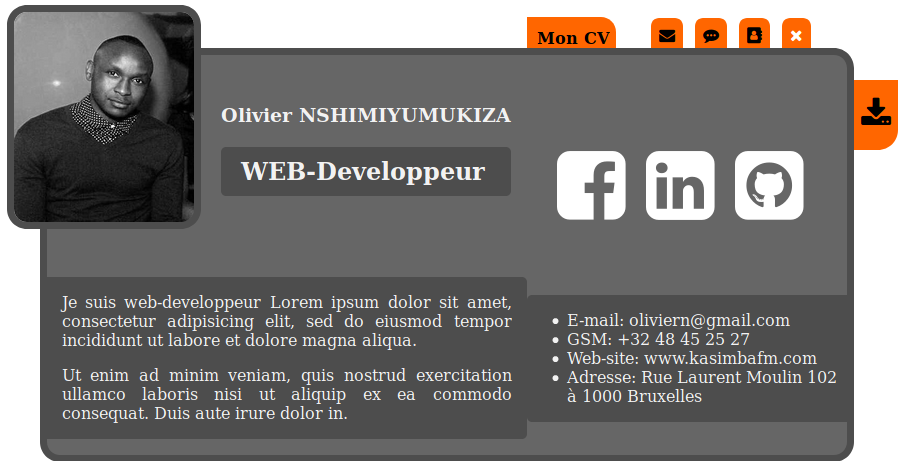 Mon CV
Olivier NSHIMIYUMUKIZA
WEB-Developpeur
Je suis web-developpeur Lorem ipsum dolor sit amet,
consectetur adipisicing elit, sed do eiusmod tempor
incididunt ut labore et dolore magna aliqua.
Ut enim ad minim veniam, quis nostrud exercitation
ullamco laboris nisi ut aliquip ex ea commodo
consequat. Duis aute irure dolor in.
E-mail: oliviern@gmail.com
GSM: +32 48 45 25 27
Web-site: www.kasimbafm.com
Adresse: Rue Laurent Moulin 102
à 1000 Bruxelles